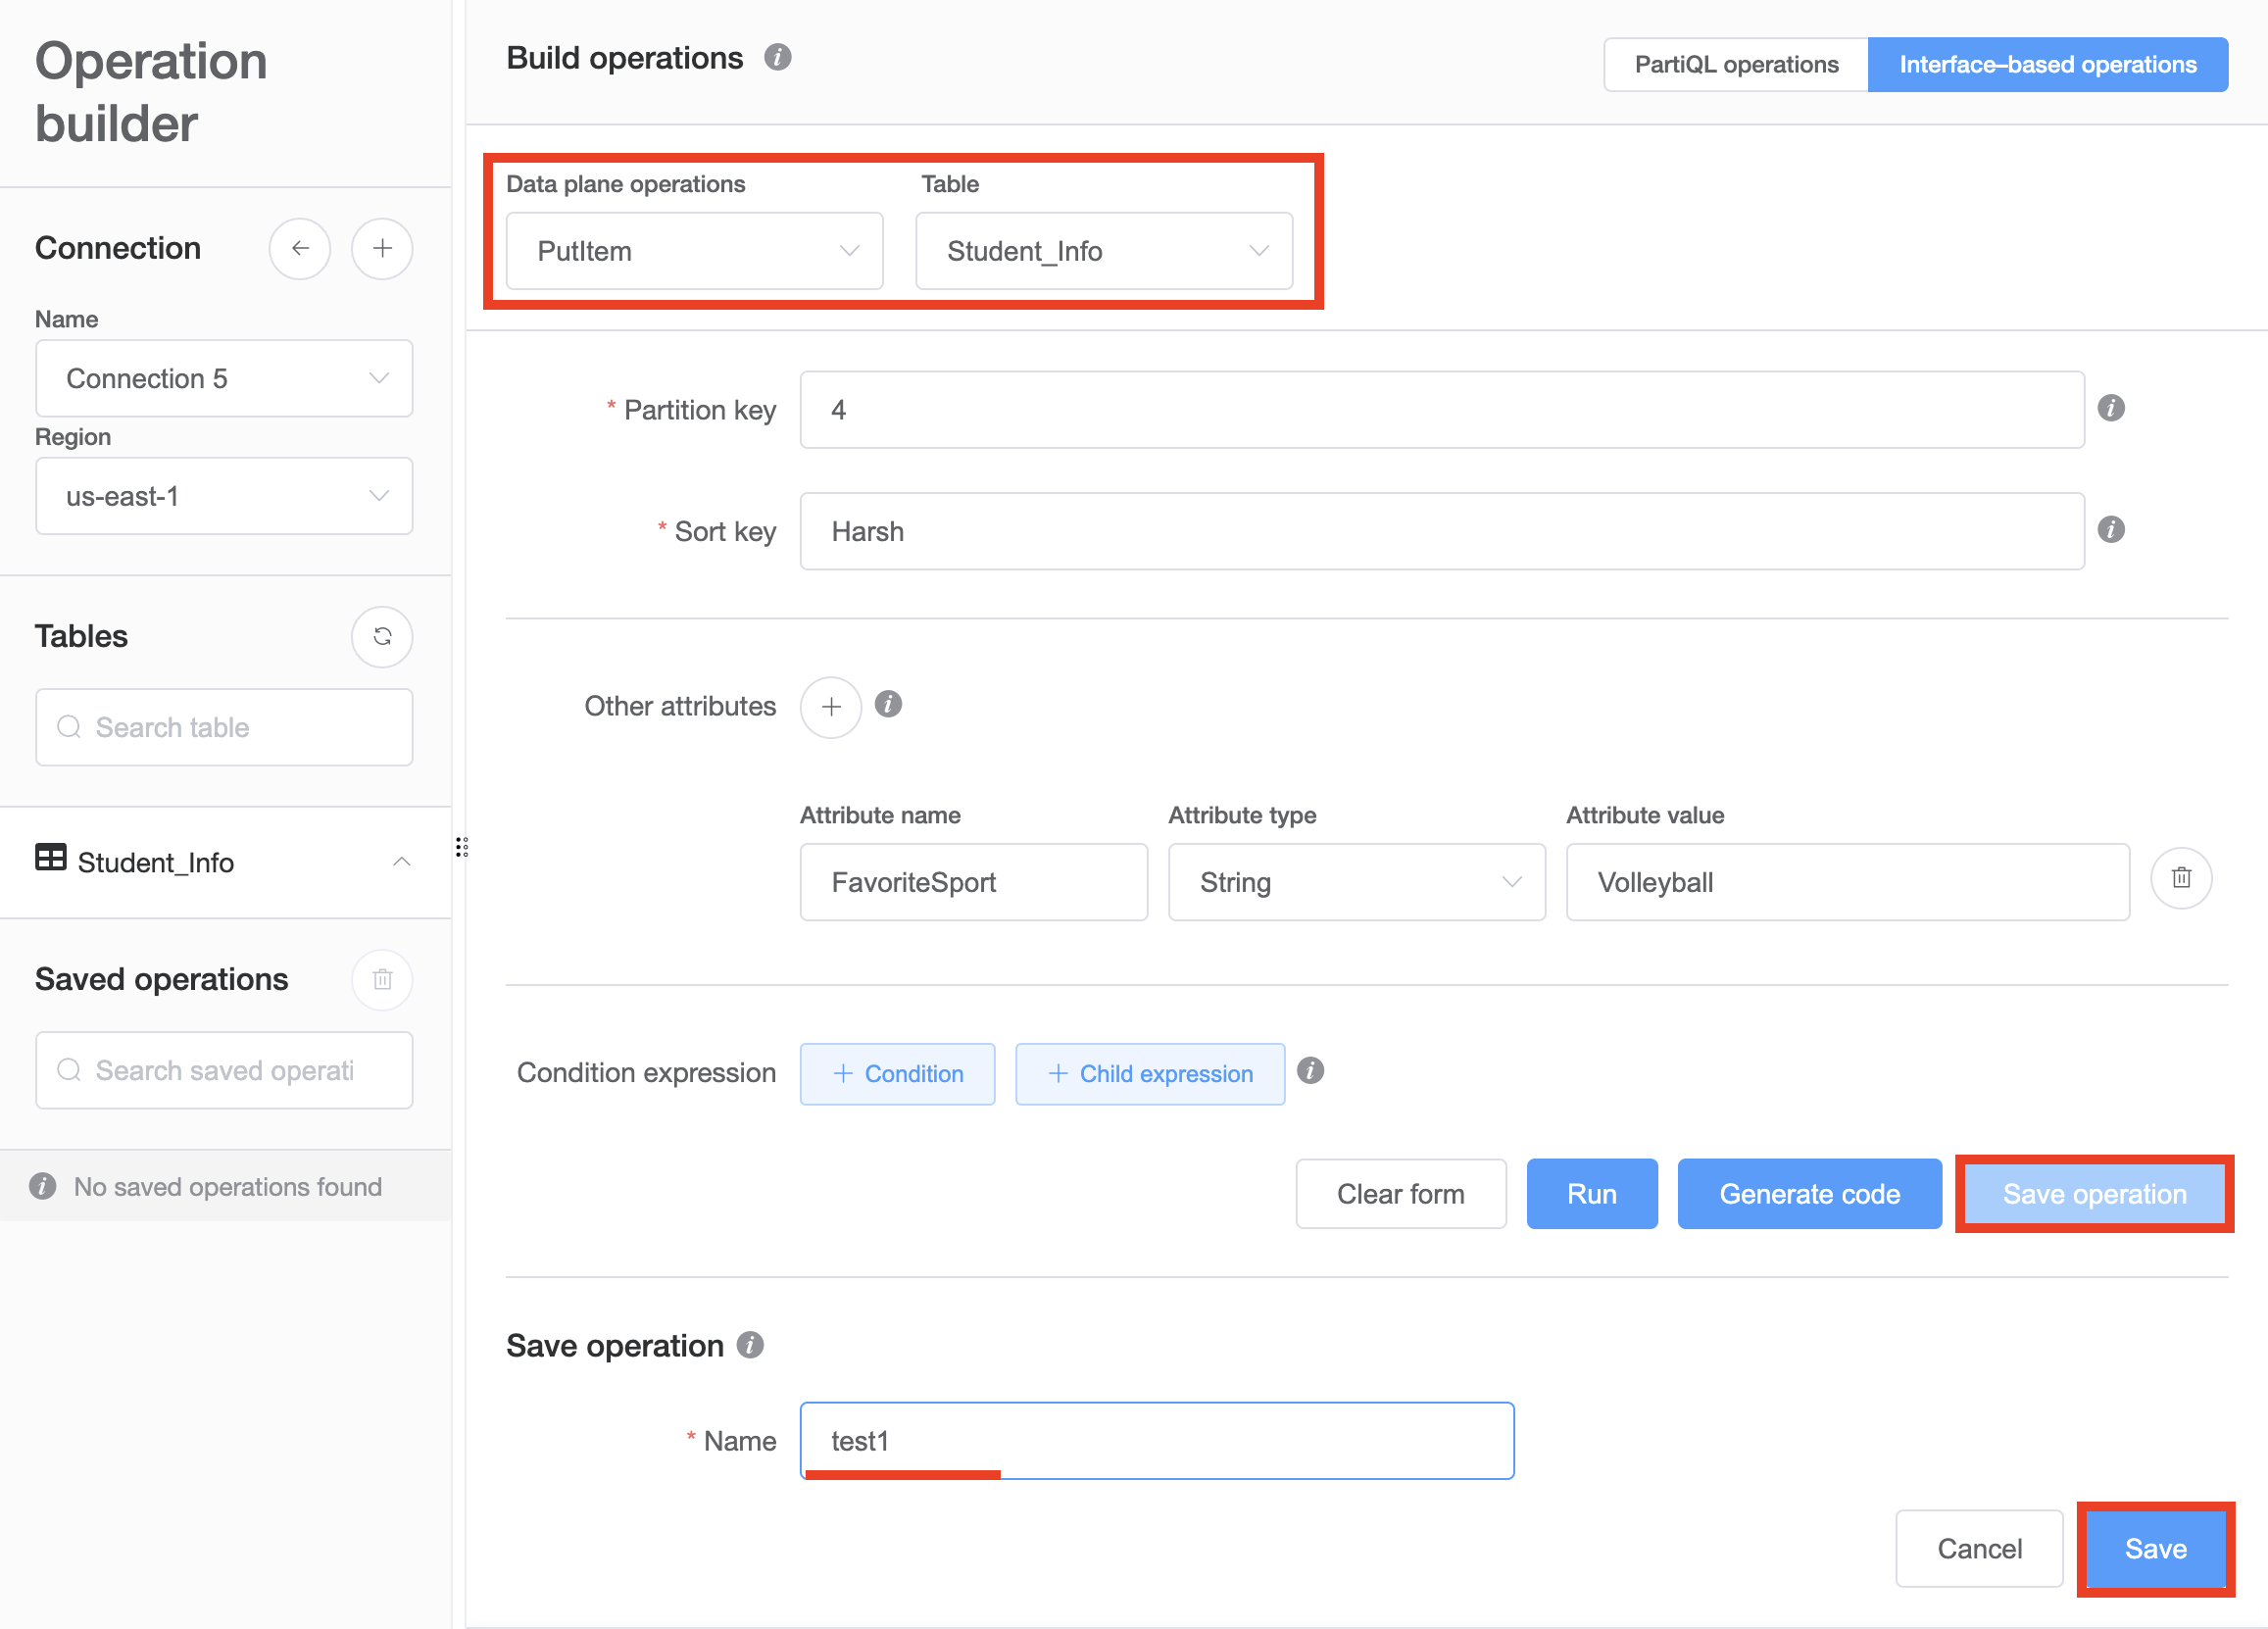 Operation
builder
Connection
Name
Connection 5
Region
us-east-1
Tables
Search table
Student_Info
Saved operations
Search saved operati
No saved operations found
Build operations
PartiQL operations
Interface–based operations
Data plane operations
Table
PutItem
Student_Info
* Partition key
4
* Sort key
Harsh
Other attributes
Attribute name
Attribute type
Attribute value
FavoriteSport
String
Volleyball
Condition expression
+ Condition
+ Child expression
Clear form
Run
Generate code
Save operation
Save operation
* Name
test1
Cancel
Save